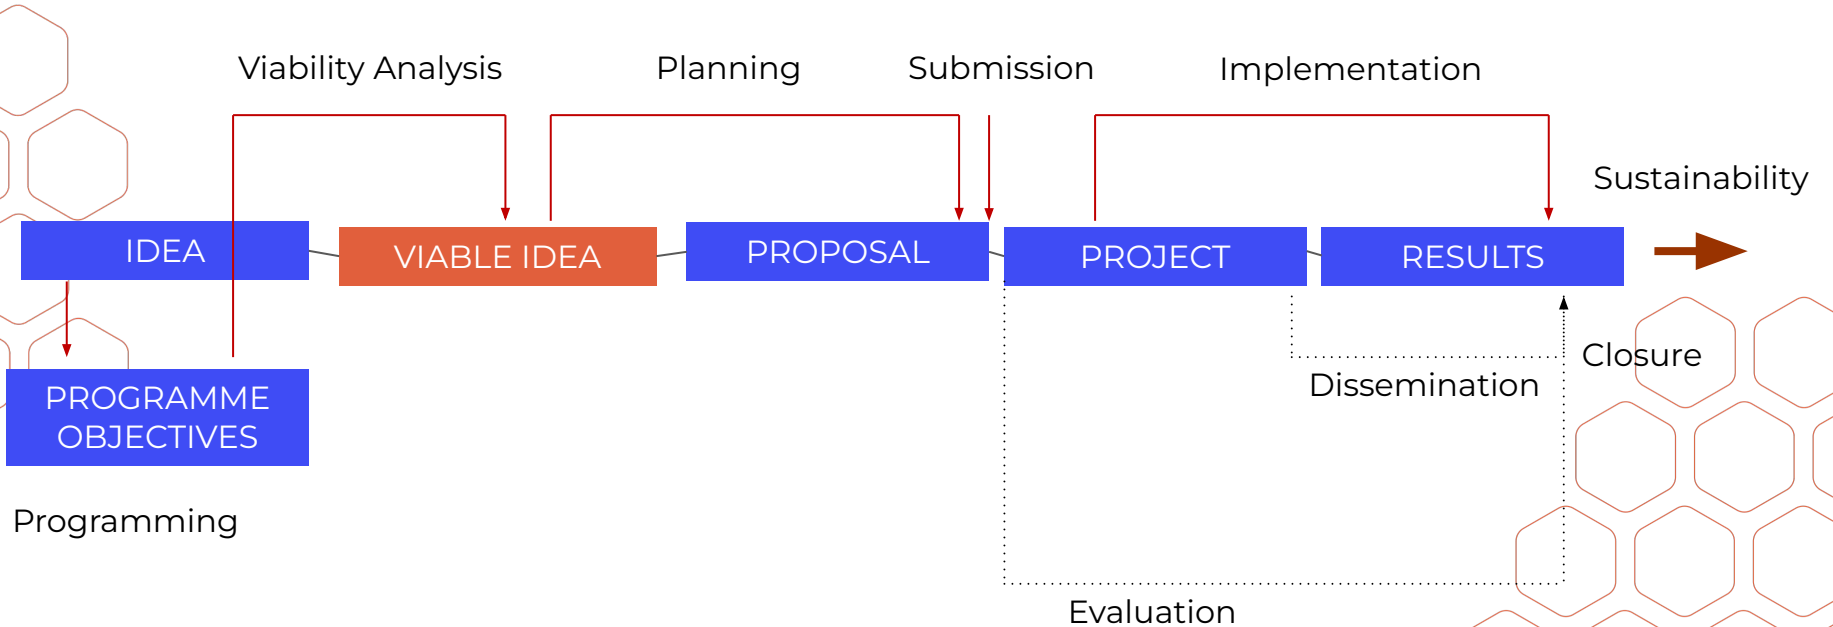 Viability Analysis
Planning
Submission
Implementation
Sustainability
IDEA
VIABLE IDEA
PROPOSAL
PROJECT
RESULTS
Closure
Dissemination
PROGRAMME
OBJECTIVES
Programming
Evaluation